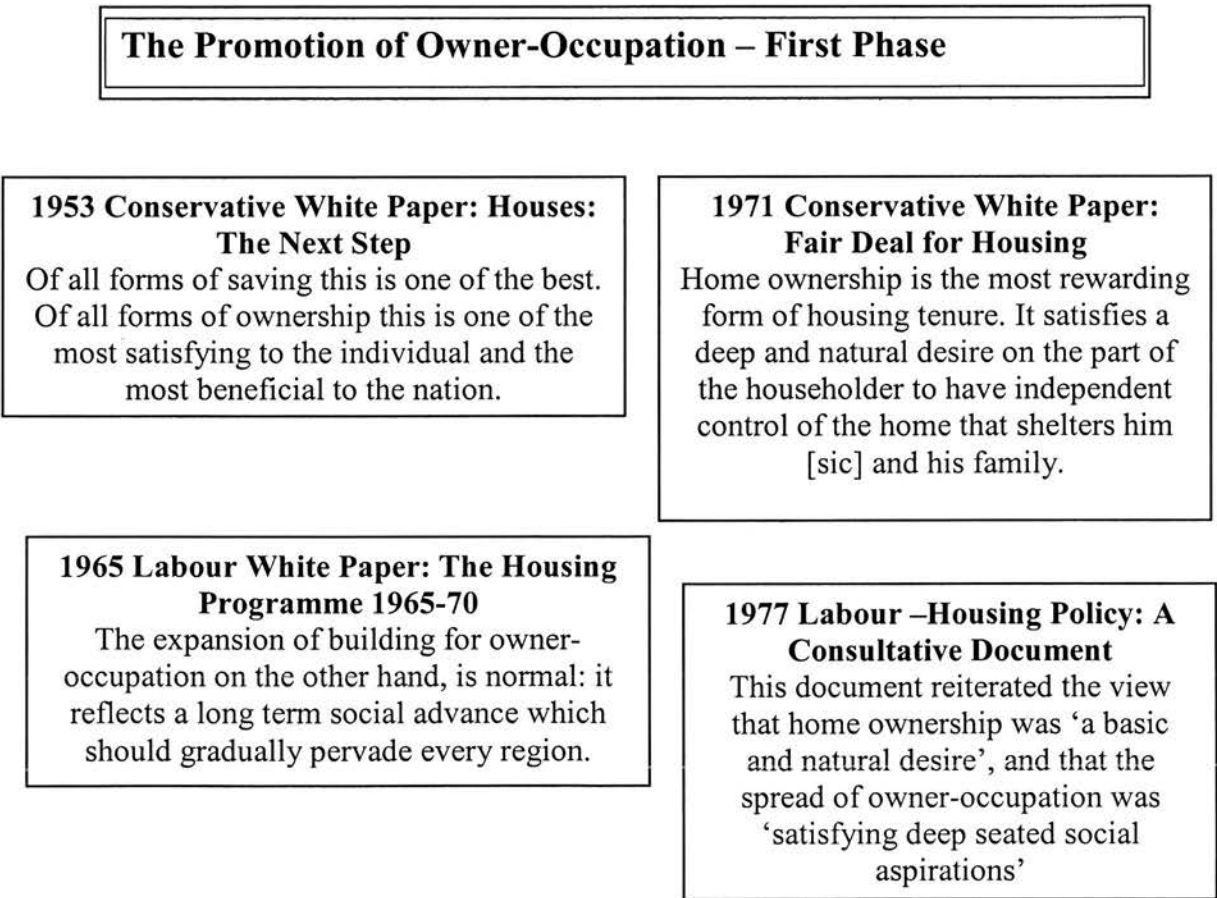 The Promotion of Owner-Occupation – First Phase
1953 Conservative White Paper: Houses:
The Next Step
Of all forms of saving this is one of the best.
Of all forms of ownership this is one of the
most satisfying to the individual and the
most beneficial to the nation.
1971 Conservative White Paper:
Fair Deal for Housing
Home ownership is the most rewarding
form of housing tenure. It satisfies a
deep and natural desire on the part of
the householder to have independent
control of the home that shelters him
[sic] and his family.
1965 Labour White Paper: The Housing
Programme 1965-70
The expansion of building for owner-
occupation on the other hand, is normal: it
reflects a long term social advance which
should gradually pervade every region.
1977 Labour –Housing Policy: A
Consultative Document
This document reiterated the view
that home ownership was ‘a basic
and natural desire’, and that the
spread of owner-occupation was
‘satisfying deep seated social
aspirations’